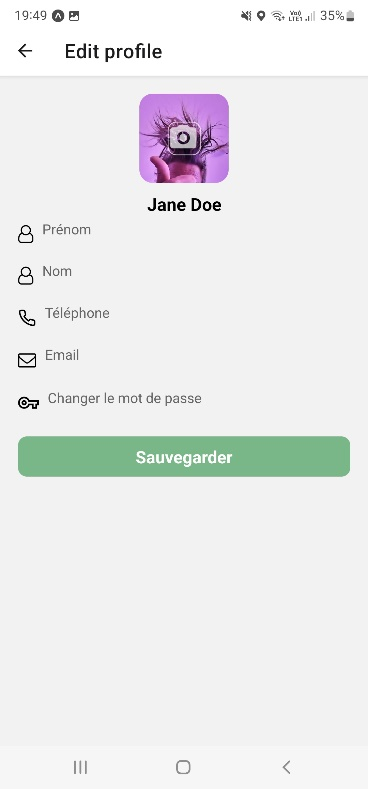 19:49 35%
Edit profile
Jane Doe
Prénom
Nom
Téléphone
Email
Changer le mot de passe
Sauvegarder